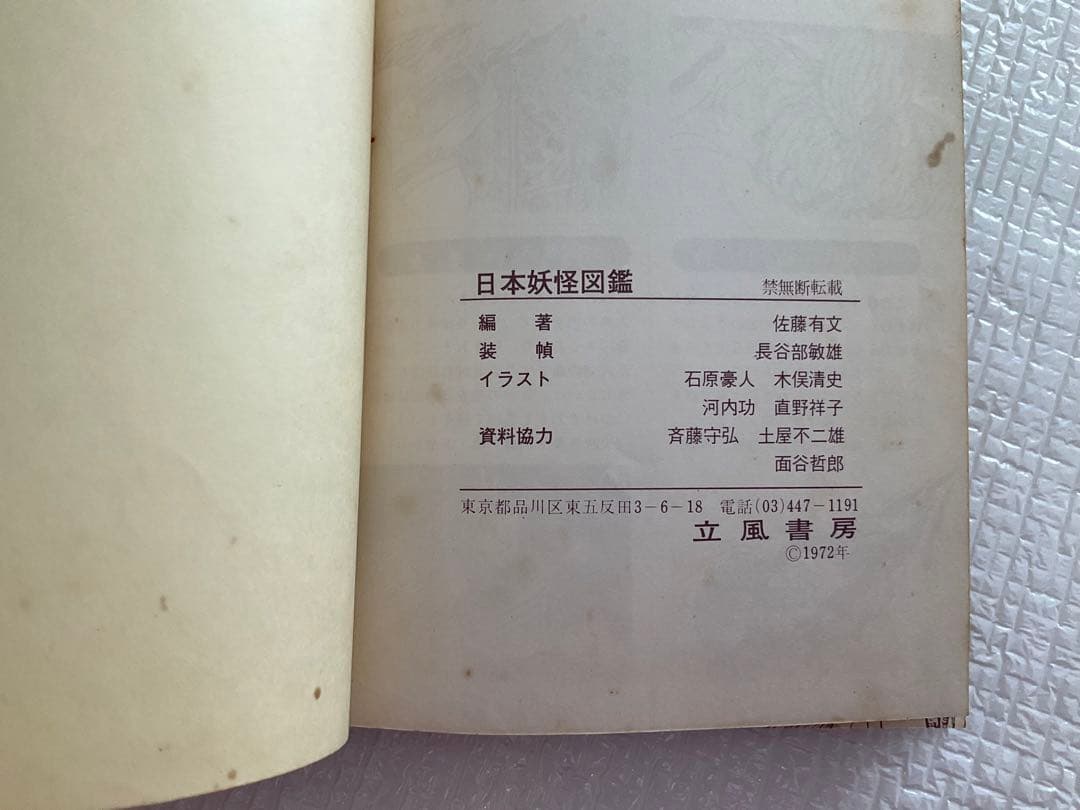 日本妖怪図鑑 禁無断転載
編著 佐藤有文
装幀 長谷部敏雄
イラスト 石原豪人 木俣清史
河内功 直野祥子
資料協力 斉藤守弘 土屋不二雄
面谷哲郎
東京都品川区東五反田3-6-18 電話(03)447-1191
立風書房
©1972年